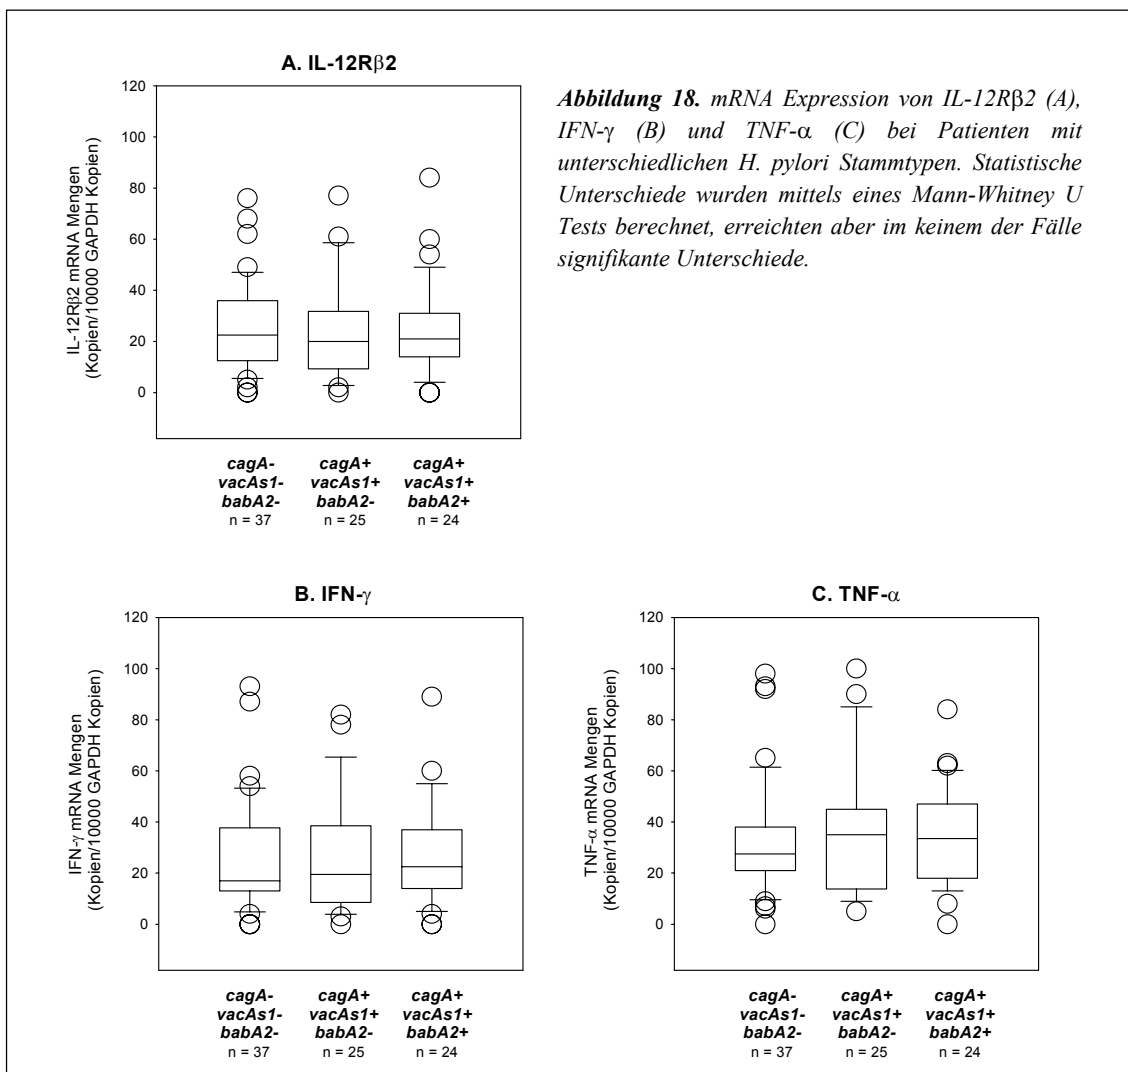 A. IL-12Rβ2
120
100
80
60
40
20
0
IL-12Rβ2 mRNA Mengen
(Kopien/10000 GAPDH Kopien)
cagA- cagA+ cagA+
vacAs1- vacAs1+ vacAs1+
babA2- babA2- babA2+
n = 37 n = 25 n = 24
Abbildung 18. mRNA Expression von IL-12Rβ2 (A),
IFN-γ (B) und TNF-α (C) bei Patienten mit
unterschiedlichen H. pylori Stammtypen. Statistische
Unterschiede wurden mittels eines Mann-Whitney U
Tests berechnet, erreichten aber im keinem der Fälle
signifikante Unterschiede.
B. IFN-γ
120
100
80
60
40
20
0
IFN-γ mRNA Mengen
(Kopien/10000 GAPDH Kopien)
cagA- cagA+ cagA+
vacAs1- vacAs1+ vacAs1+
babA2- babA2- babA2+
n = 37 n = 25 n = 24
C. TNF-α
120
100
80
60
40
20
0
TNF-α mRNA Mengen
(Kopien/10000 GAPDH Kopien)
cagA- cagA+ cagA+
vacAs1- vacAs1+ vacAs1+
babA2- babA2- babA2+
n = 37 n = 25 n = 24